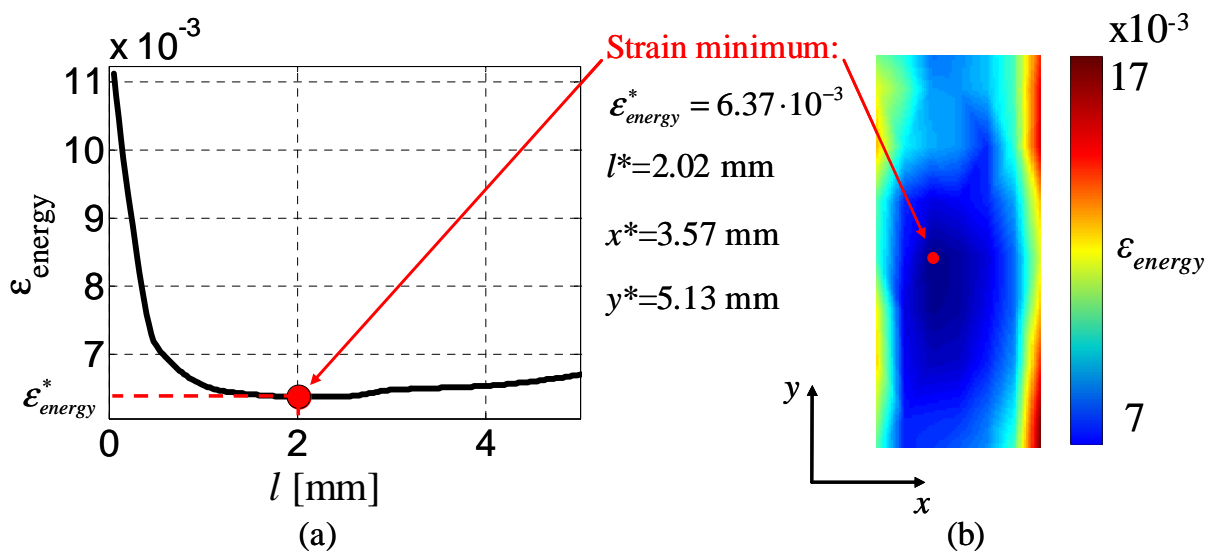 x 10⁻³
11
10
9
8
7
ε*energy
εenergy
0
2
4
l [mm]
(a)
Strain minimum:
ε*energy = 6.37·10⁻³
l*=2.02 mm
x*=3.57 mm
y*=5.13 mm
y
x
(b)
x10⁻³
17
εenergy
7